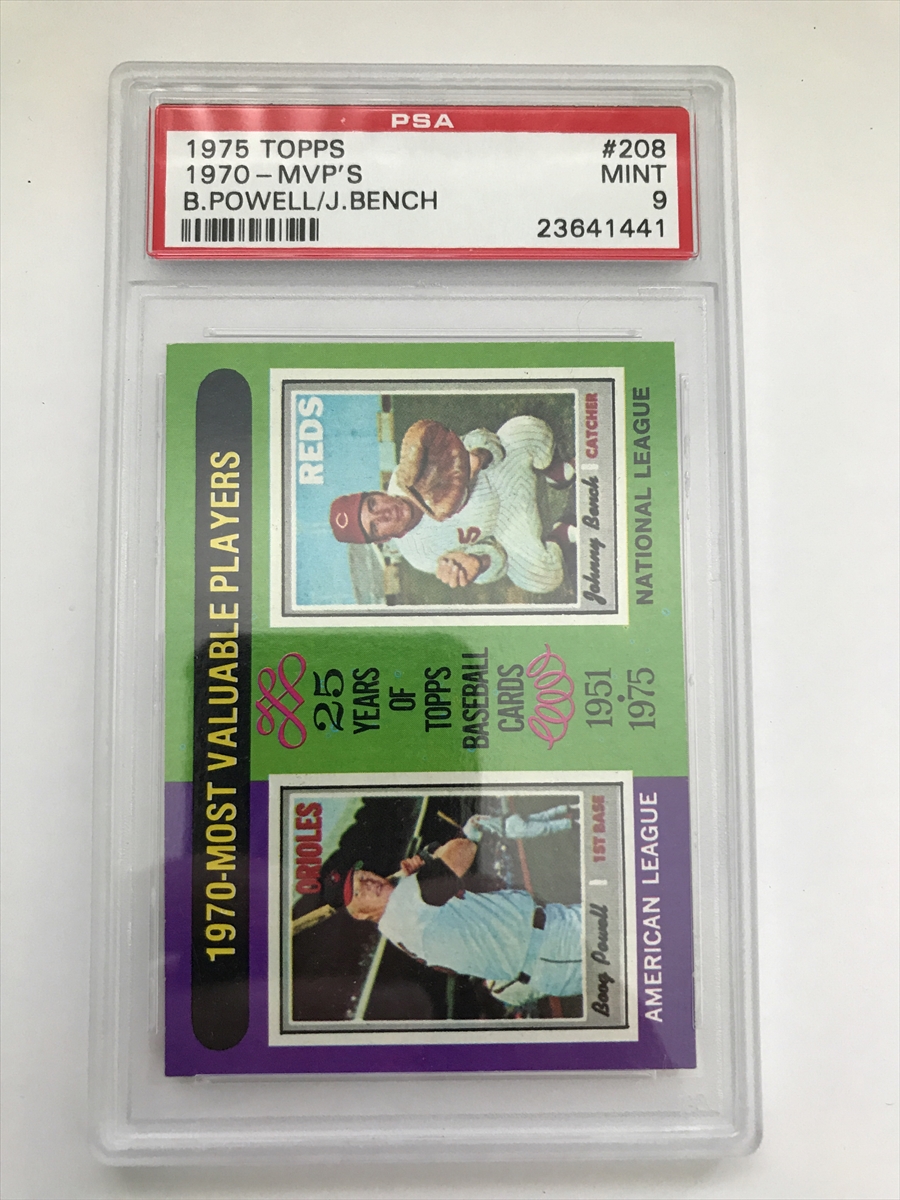 PSA
1975 TOPPS #208
1970-MVP'S MINT
B.POWELL/J.BENCH 9
23641441
1970-MOST VALUABLE PLAYERS
ORIOLES
Boog Powell 1ST BASE
AMERICAN LEAGUE
25
YEARS
OF
TOPPS
BASEBALL
CARDS
1951
•
1975
REDS
C
5
Johnny Bench CATCHER
NATIONAL LEAGUE